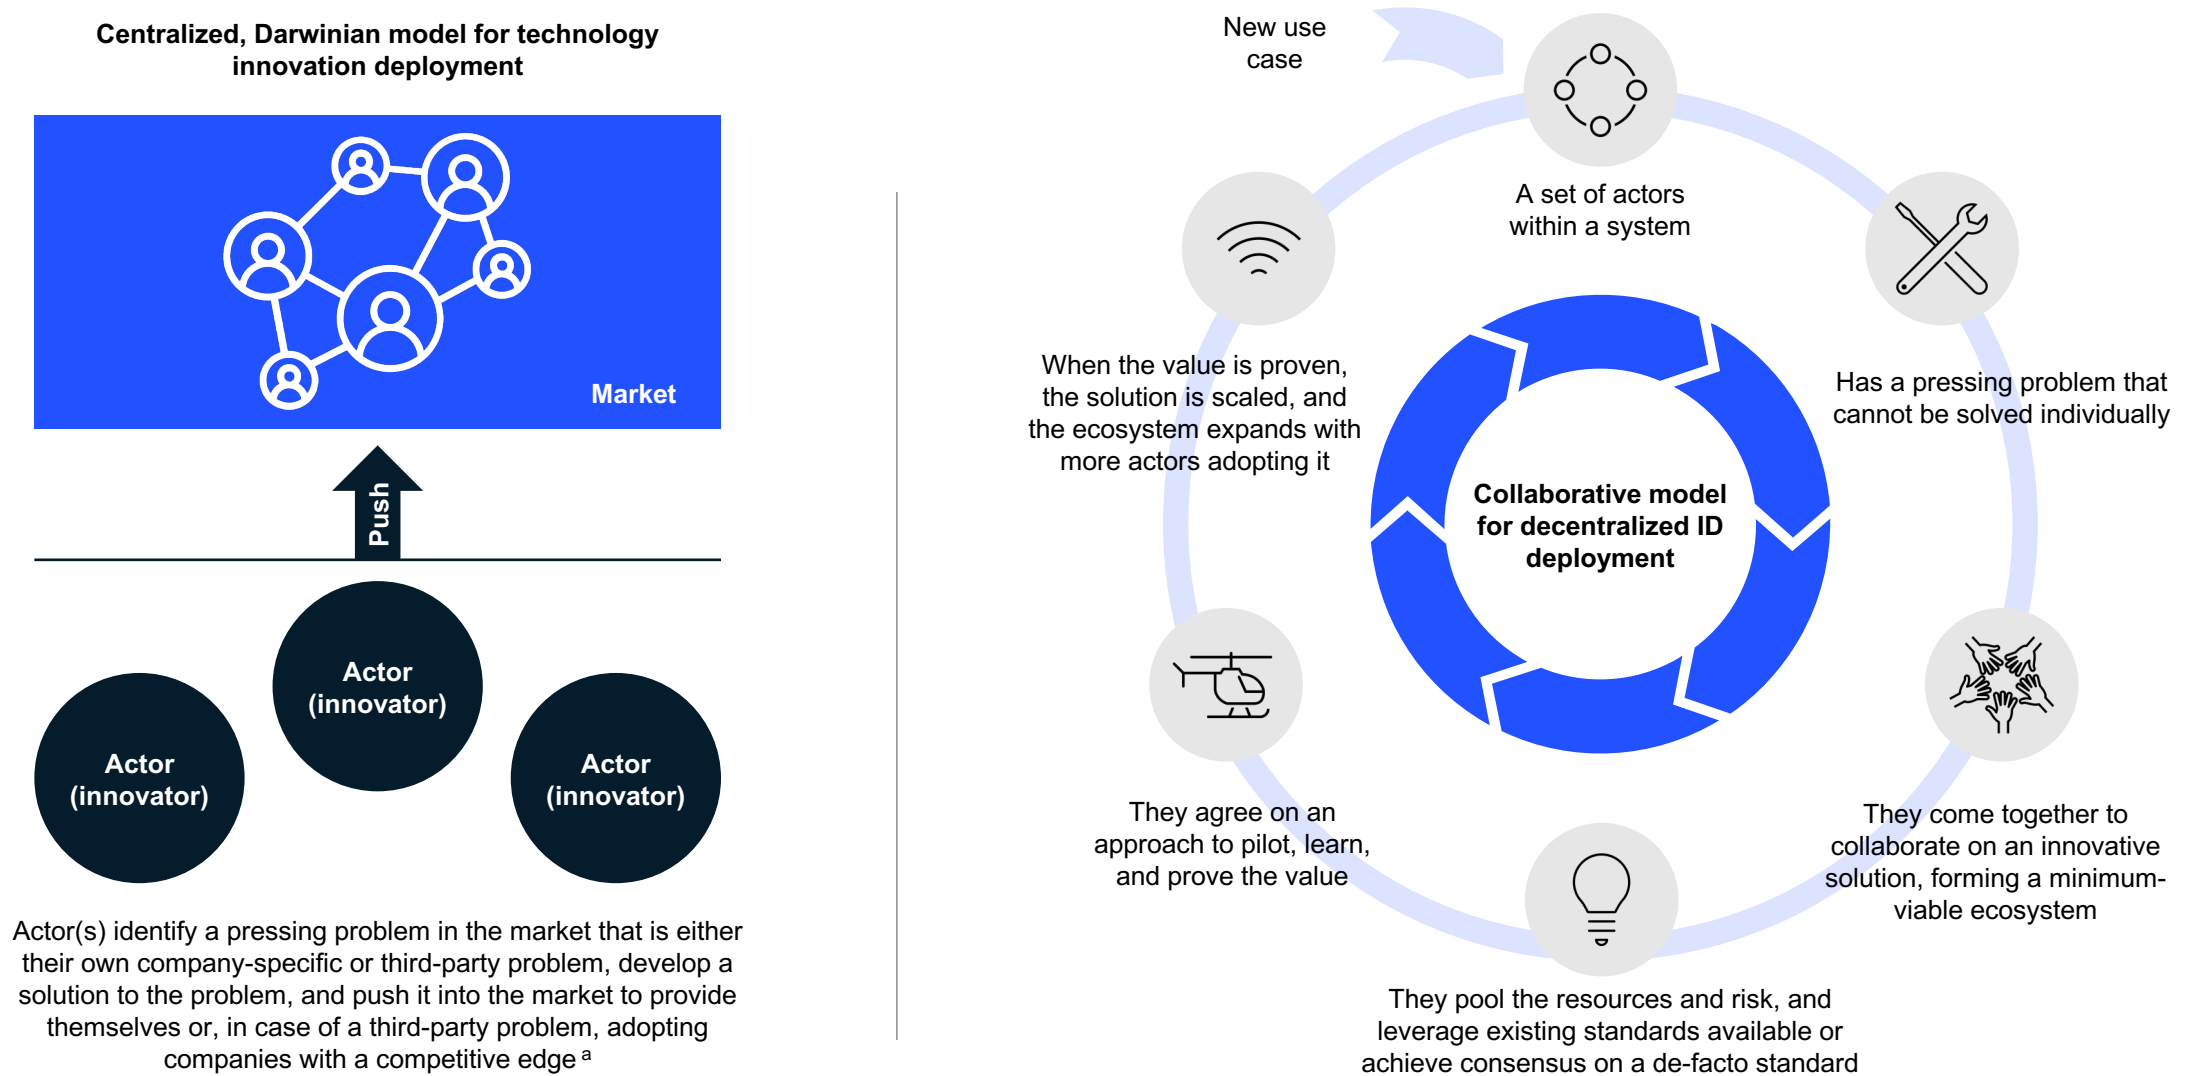 Centralized, Darwinian model for technology
innovation deployment
Market
Push
Actor
(innovator)
Actor
(innovator)
Actor
(innovator)
Actor(s) identify a pressing problem in the market that is either
their own company-specific or third-party problem, develop a
solution to the problem, and push it into the market to provide
themselves or, in case of a third-party problem, adopting
companies with a competitive edge a
New use
case
A set of actors
within a system
Has a pressing problem that
cannot be solved individually
They come together to
collaborate on an innovative
solution, forming a minimum-
viable ecosystem
They pool the resources and risk, and
leverage existing standards available or
achieve consensus on a de-facto standard
They agree on an
approach to pilot, learn,
and prove the value
When the value is proven,
the solution is scaled, and
the ecosystem expands with
more actors adopting it
Collaborative model
for decentralized ID
deployment